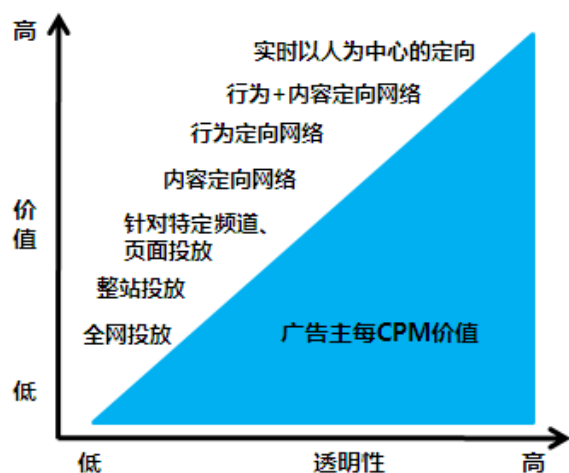 高
实时以人为中心的定向
行为+内容定向网络
行为定向网络
内容定向网络
价
值
针对特定频道、
页面投放
整站投放
全网投放
广告主每CPM价值
低
低
透明性
高